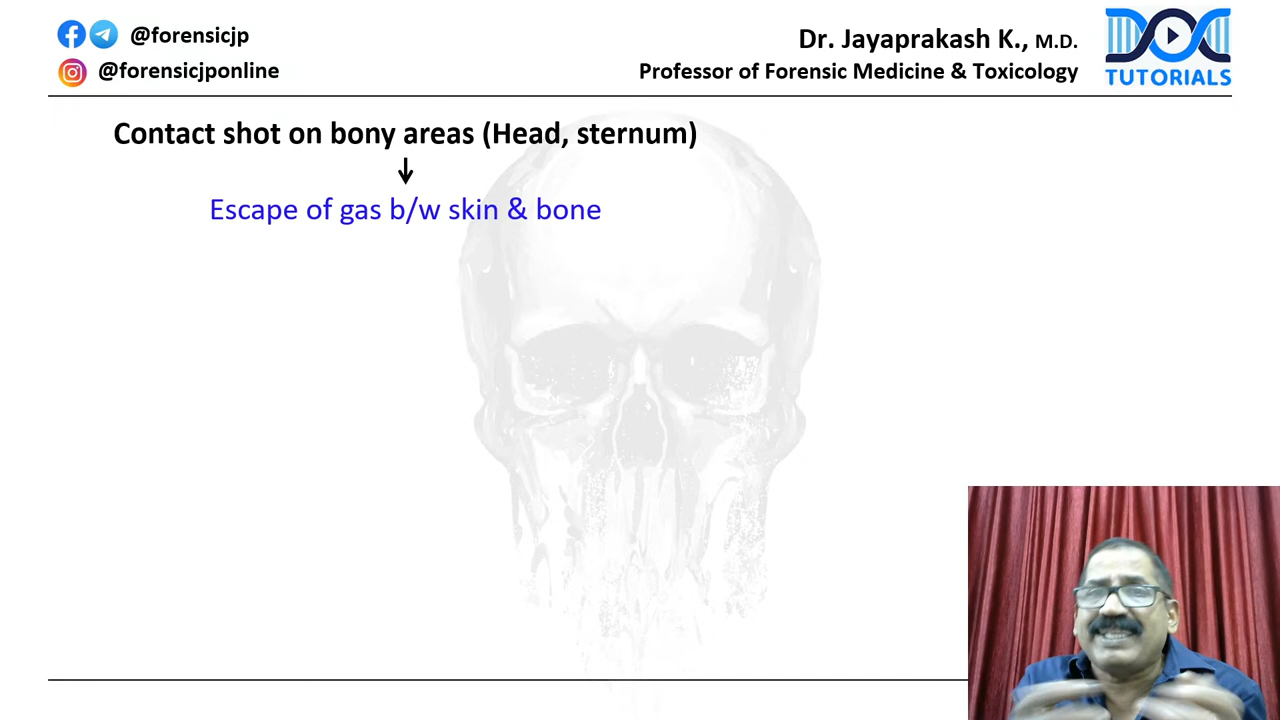 @forensicjp
@forensicjponline
Dr. Jayaprakash K., M.D.
Professor of Forensic Medicine & Toxicology
TUTORIALS
Contact shot on bony areas (Head, sternum)
Escape of gas b/w skin & bone